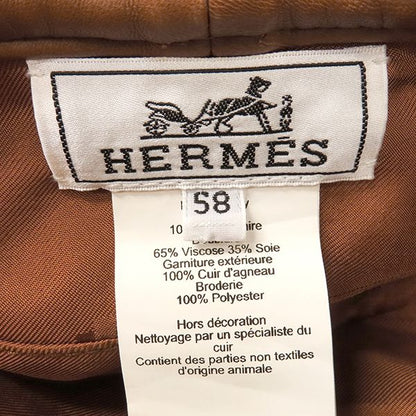 HERMES
58
65% Viscose 35% Soie
Garniture extérieure
100% Cuir d'agneau
Broderie
100% Polyester
Hors décoration
Nettoyage par un spécialiste du
cuir
Contient des parties non textiles
d'origine animale